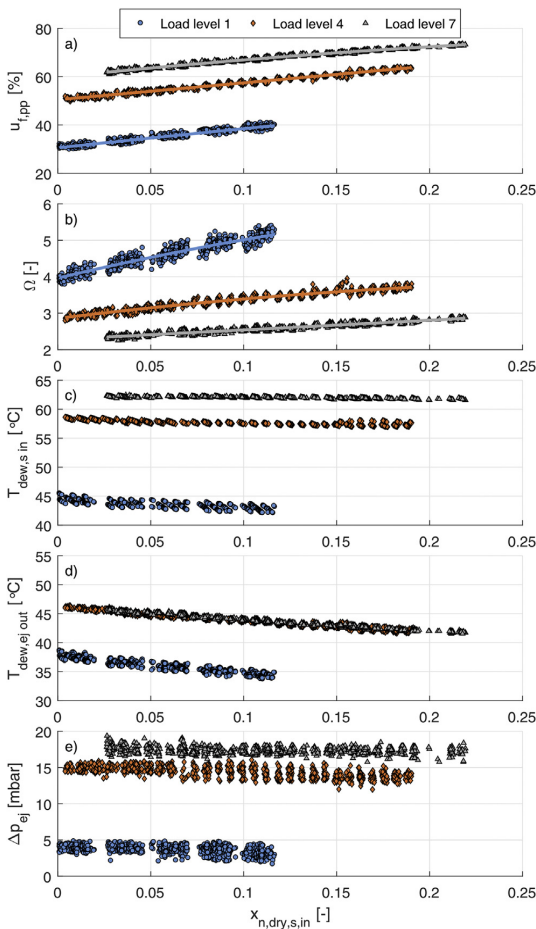 Load level 1 Load level 4 Load level 7
a)
80
60
40
20
u_f,pp [%]
0 0.05 0.1 0.15 0.2 0.25
b)
6
5
4
3
2
Ω [-]
0 0.05 0.1 0.15 0.2 0.25
c)
65
60
55
50
45
40
T_dew,s in [°C]
0 0.05 0.1 0.15 0.2 0.25
d)
55
50
45
40
35
30
T_dew,ej out [°C]
0 0.05 0.1 0.15 0.2 0.25
e)
20
15
10
5
0
Δp_ej [mbar]
0 0.05 0.1 0.15 0.2 0.25
x_n,dry,s,in [-]